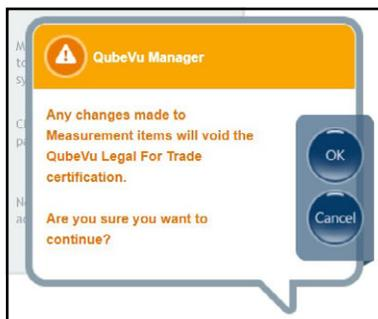 QubeVu Manager
Any changes made to
Measurement items will void the
QubeVu Legal For Trade
certification.
Are you sure you want to
continue?
OK
Cancel